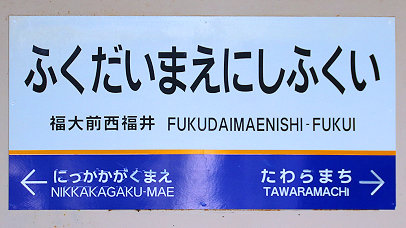 ふくだいまえにしふくい
福大前西福井 FUKUDAIMAENISHI-FUKUI
← にっかかがくまえ たわらまち →
NIKKAKAGAKU-MAE TAWARAMACHI